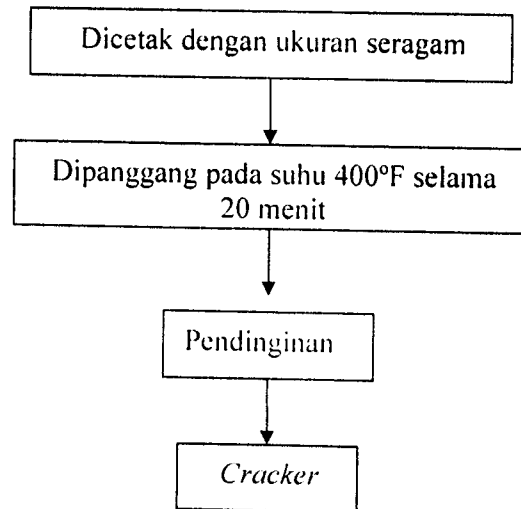 Dicetak dengan ukuran seragam
Dipanggang pada suhu 400°F selama
20 menit
Pendinginan
Cracker